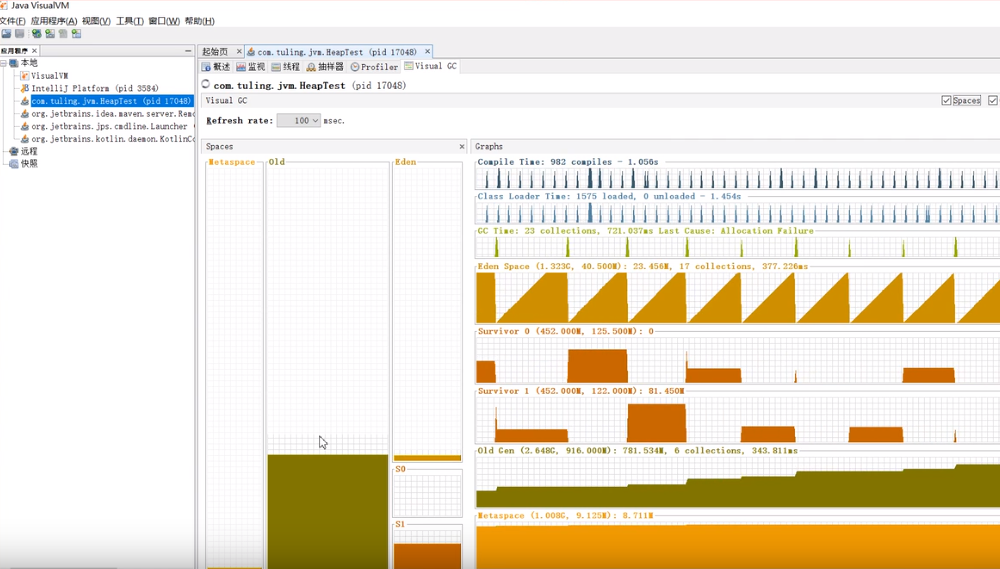 Java VisualVM
文件(F) 应用程序(A) 视图(V) 工具(T) 窗口(W) 帮助(H)
应用程序 ×
起始页 × com.tuling.jvm.HeapTest (pid 17048) ×
本地
VisualVM
IntelliJ Platform (pid 3584)
com.tuling.jvm.HeapTest (pid 17048)
org.jetbrains.idea.maven.server.Remo
org.jetbrains.jps.cmdline.Launcher (
org.jetbrains.kotlin.daemon.KotlinCo
远程
快照
概述 监视 线程 抽样器 Profiler Visual GC
com.tuling.jvm.HeapTest (pid 17048)
Visual GC
Spaces
Refresh rate: 100 msec.
Spaces ×
Graphs
Metaspace
Old
Eden
S0
S1
Compile Time: 982 compiles - 1.056s
Class Loader Time: 1575 loaded, 0 unloaded - 1.454s
GC Time: 23 collections, 721.037ms Last Cause: Allocation Failure
Eden Space (1.323G, 40.500M): 23.456M, 17 collections, 377.226ms
Survivor 0 (452.000M, 125.500M): 0
Survivor 1 (452.000M, 122.000M): 81.450M
Old Gen (2.648G, 916.000M): 781.534M, 6 collections, 343.811ms
Metaspace (1.008G, 9.125M): 8.711M